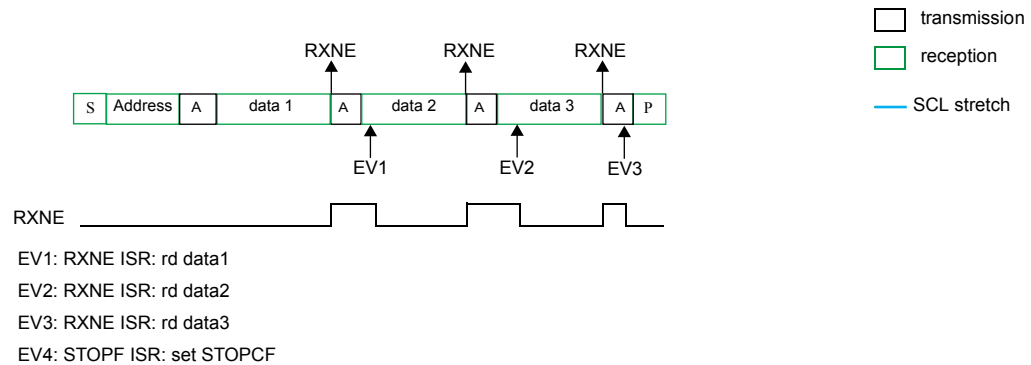 transmission
reception
SCL stretch
RXNE RXNE RXNE
S Address A data 1 A data 2 A data 3 A P
EV1 EV2 EV3
RXNE
EV1: RXNE ISR: rd data1
EV2: RXNE ISR: rd data2
EV3: RXNE ISR: rd data3
EV4: STOPF ISR: set STOPCF